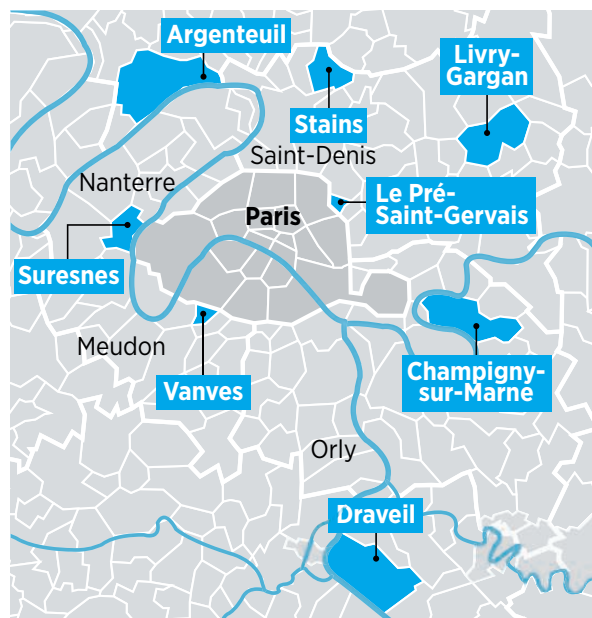 Argenteuil
Livry-
Gargan
Stains
Saint-Denis
Nanterre
Le Pré-
Saint-Gervais
Paris
Suresnes
Meudon
Vanves
Champigny-
sur-Marne
Orly
Draveil